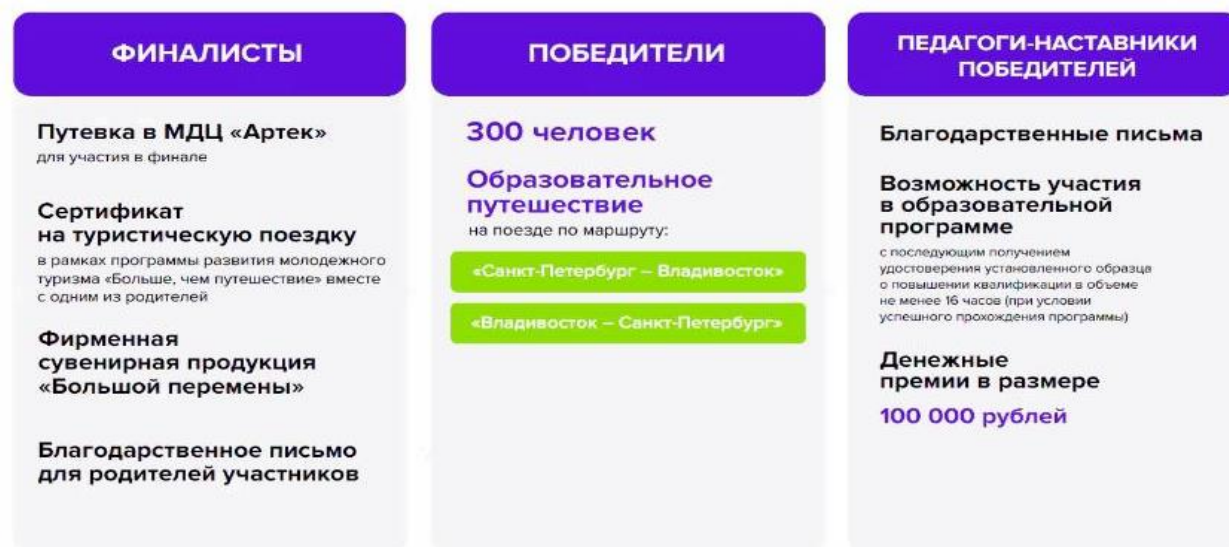 ФИНАЛИСТЫ
Путевка в МДЦ «Артек»
для участия в финале
Сертификат
на туристическую поездку
в рамках программы развития молодежного
туризма «Больше, чем путешествие» вместе
с одним из родителей
Фирменная
сувенирная продукция
«Большой перемены»
Благодарственное письмо
для родителей участников
ПОБЕДИТЕЛИ
300 человек
Образовательное
путешествие
на поезде по маршруту:
«Санкт-Петербург – Владивосток»
«Владивосток – Санкт-Петербург»
ПЕДАГОГИ-НАСТАВНИКИ
ПОБЕДИТЕЛЕЙ
Благодарственные письма
Возможность участия
в образовательной
программе
с последующим получением
удостоверения установленного образца
о повышении квалификации в объеме
не менее 16 часов (при условии
успешного прохождения программы)
Денежные
премии в размере
100 000 рублей